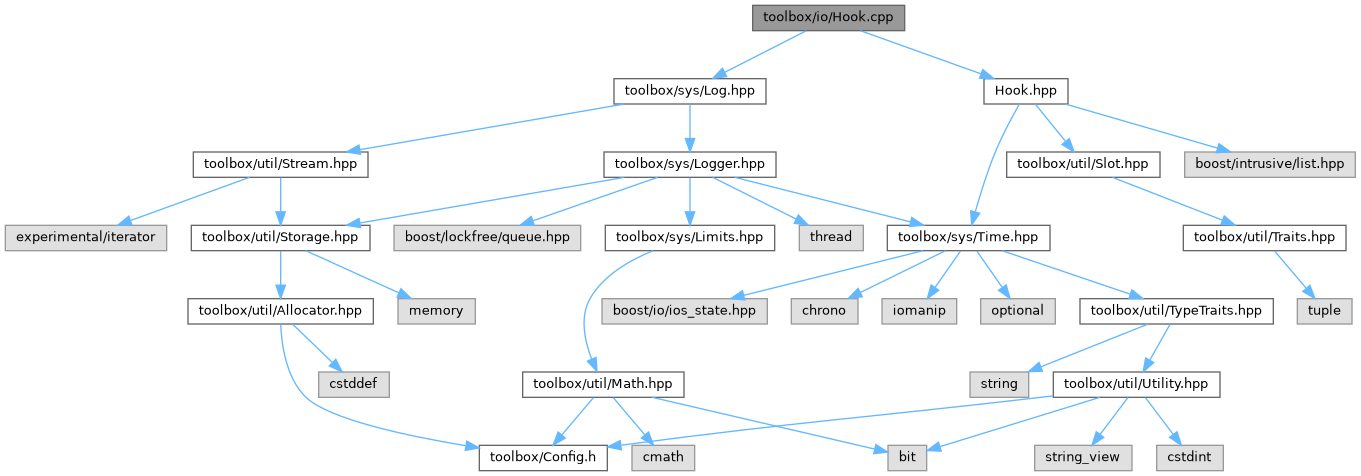 toolbox/io/Hook.cpp
toolbox/sys/Log.hpp
Hook.hpp
toolbox/util/Stream.hpp
toolbox/sys/Logger.hpp
toolbox/util/Slot.hpp
boost/intrusive/list.hpp
experimental/iterator
toolbox/util/Storage.hpp
boost/lockfree/queue.hpp
toolbox/sys/Limits.hpp
thread
toolbox/sys/Time.hpp
toolbox/util/Traits.hpp
toolbox/util/Allocator.hpp
memory
boost/io/ios_state.hpp
chrono
iomanip
optional
toolbox/util/TypeTraits.hpp
tuple
cstddef
toolbox/util/Math.hpp
string
toolbox/util/Utility.hpp
toolbox/Config.h
cmath
bit
string_view
cstdint